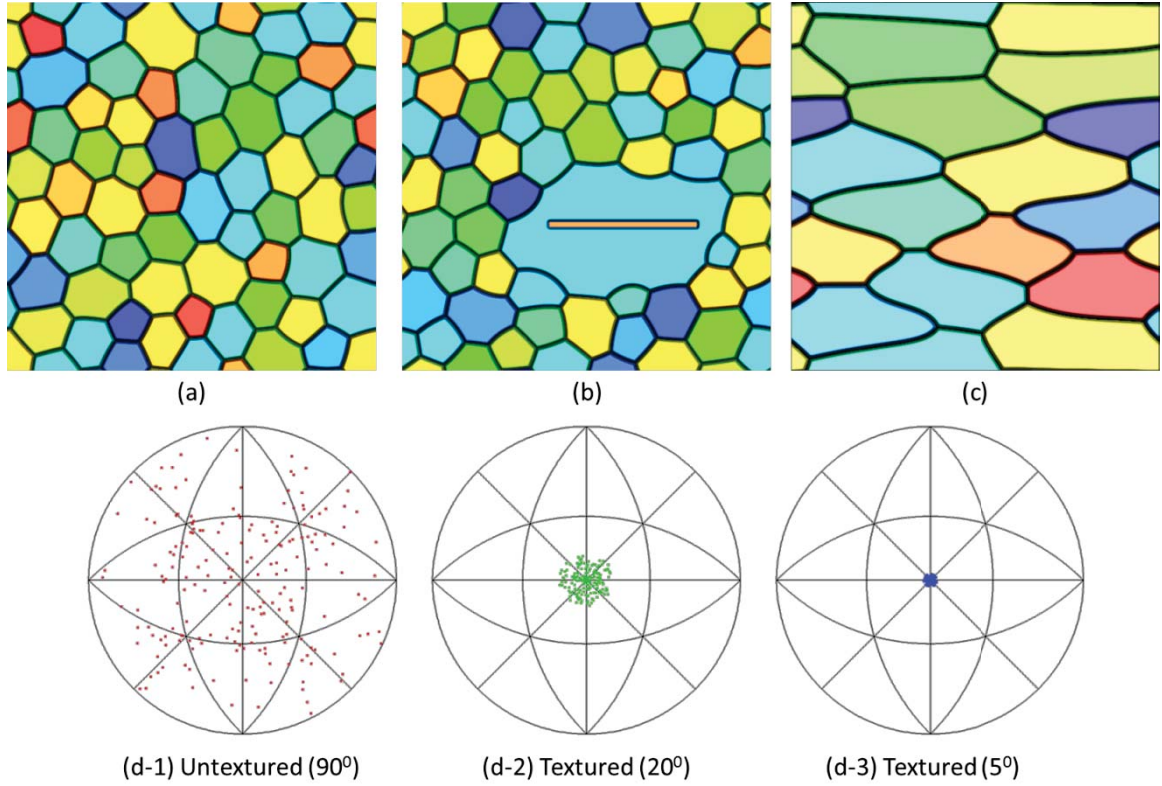 (a)
(b)
(c)
(d-1) Untextured (90⁰)
(d-2) Textured (20⁰)
(d-3) Textured (5⁰)